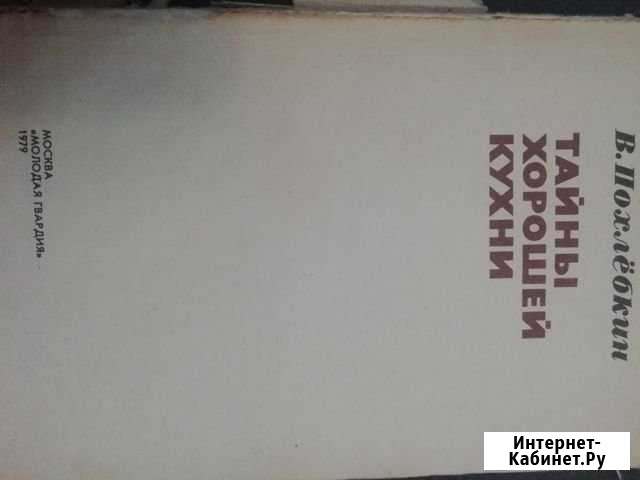 В. Похлёбкин
ТАЙНЫ
ХОРОШЕЙ
КУХНИ
МОСКВА
«МОЛОДАЯ ГВАРДИЯ»
1979
Интернет-
Кабинет.Ру